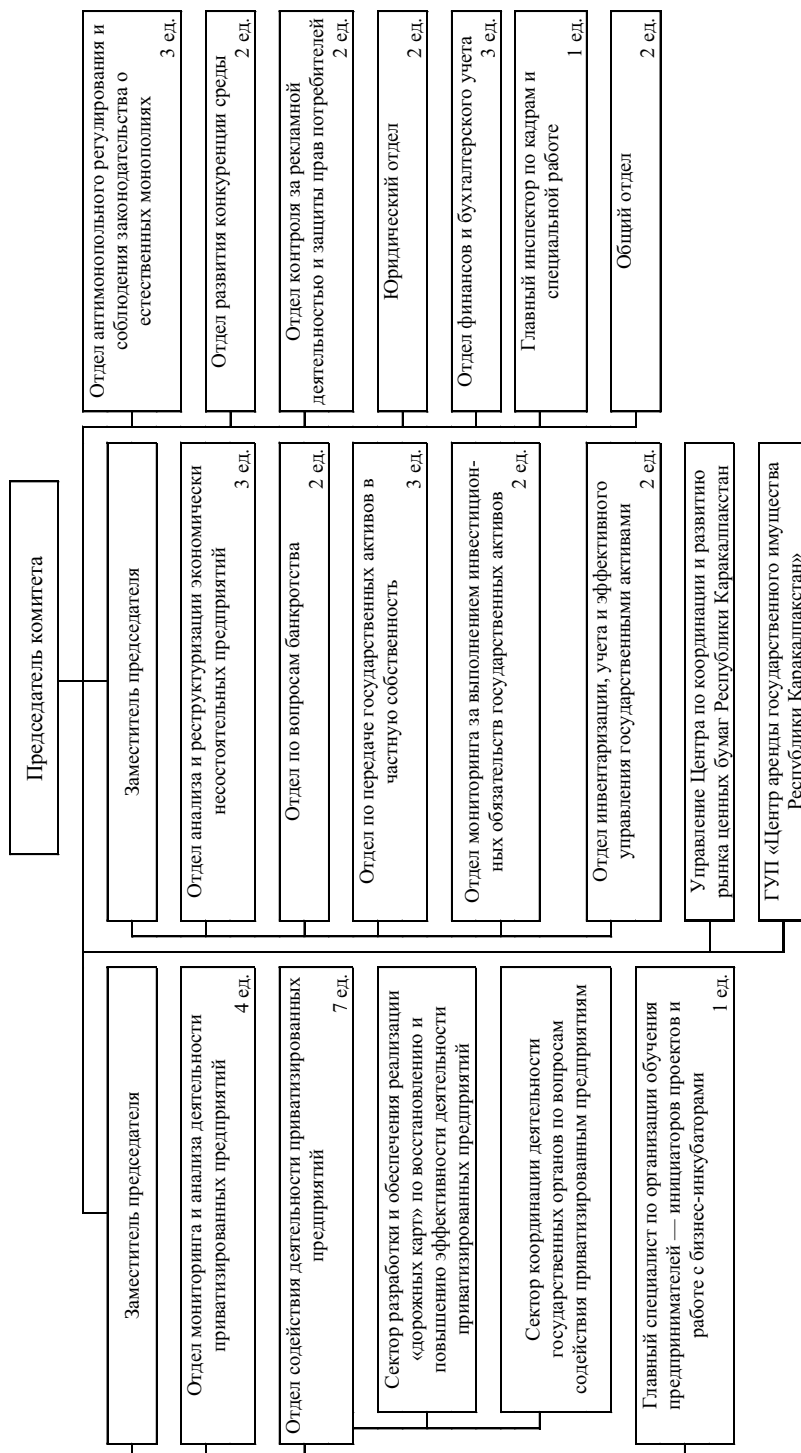 Председатель комитета
Заместитель председателя
Отдел мониторинга и анализа деятельности
приватизированных предприятий
4 ед.
Отдел содействия деятельности приватизированных
предприятий
7 ед.
Сектор разработки и обеспечения реализации
«дорожных карт» по восстановлению и
повышению эффективности деятельности
приватизированных предприятий
Сектор координации деятельности
государственных органов по вопросам
содействия приватизированным предприятиям
Главный специалист по организации обучения
предпринимателей — инициаторов проектов и
работе с бизнес-инкубаторами
1 ед.
Заместитель председателя
Отдел анализа и реструктуризации экономически
несостоятельных предприятий
3 ед.
Отдел по вопросам банкротства
2 ед.
Отдел по передаче государственных активов в
частную собственность
3 ед.
Отдел мониторинга за выполнением инвестицион-
ных обязательств государственных активов
2 ед.
Отдел инвентаризации, учета и эффективного
управления государственными активами
2 ед.
Управление Центра по координации и развитию
рынка ценных бумаг Республики Каракалпакстан
ГУП «Центр аренды государственного имущества
Республики Каракалпакстан»
Отдел антимонопольного регулирования и
соблюдения законодательства о
естественных монополиях
3 ед.
Отдел развития конкуренции среды
2 ед.
Отдел контроля за рекламной
деятельностью и защиты прав потребителей
2 ед.
Юридический отдел
2 ед.
Отдел финансов и бухгалтерского учета
3 ед.
Главный инспектор по кадрам и
специальной работе
1 ед.
Общий отдел
2 ед.